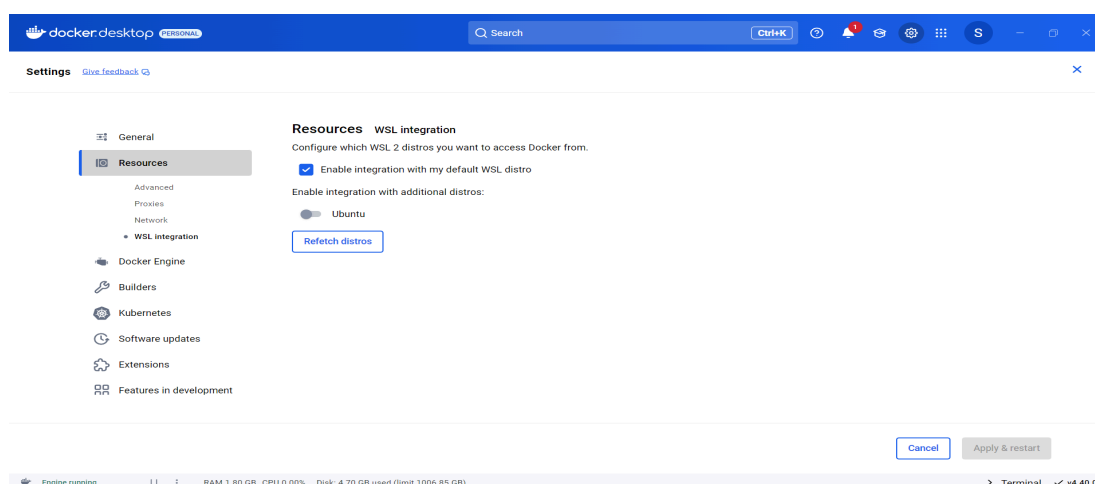 docker.desktop PERSONAL Search Ctrl+K 1 S
Settings Give feedback
General
Resources
Advanced
Proxies
Network
WSL integration
Docker Engine
Builders
Kubernetes
Software updates
Extensions
Features in development
Resources WSL integration
Configure which WSL 2 distros you want to access Docker from.
Enable integration with my default WSL distro
Enable integration with additional distros:
Ubuntu
Refetch distros
Cancel Apply & restart
Engine running RAM 1.80 GB CPU 0.00% Disk: 4.70 GB used (limit 1006.85 GB) Terminal v4.40.0